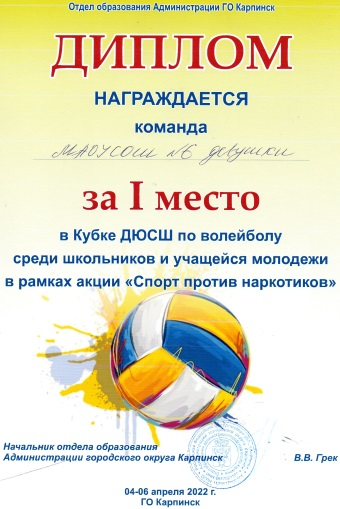 Отдел образования Администрации ГО Карпинск
ДИПЛОМ
НАГРАЖДАЕТСЯ
команда
МАОУ СОШ №6 девушки
за I место
в Кубке ДЮСШ по волейболу
среди школьников и учащейся молодежи
в рамках акции «Спорт против наркотиков»
Начальник отдела образования
Администрации городского округа Карпинск
В.В. Грек
04-06 апреля 2022 г.
ГО Карпинск